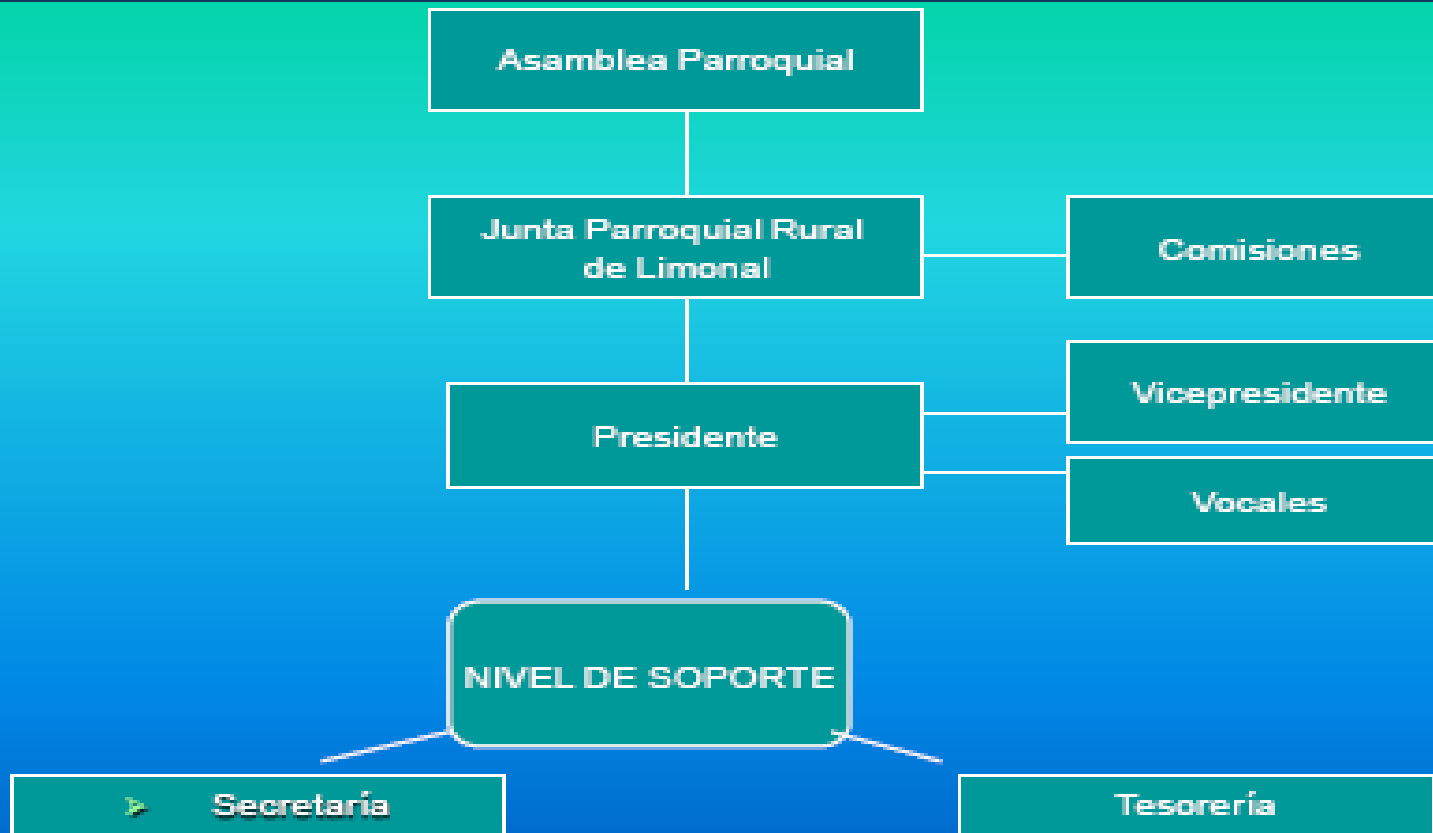 Asamblea Parroquial
Junta Parroquial Rural
de Limonal
Comisiones
Vicepresidente
Presidente
Vocales
NIVEL DE SOPORTE
Secretaría
Tesorería